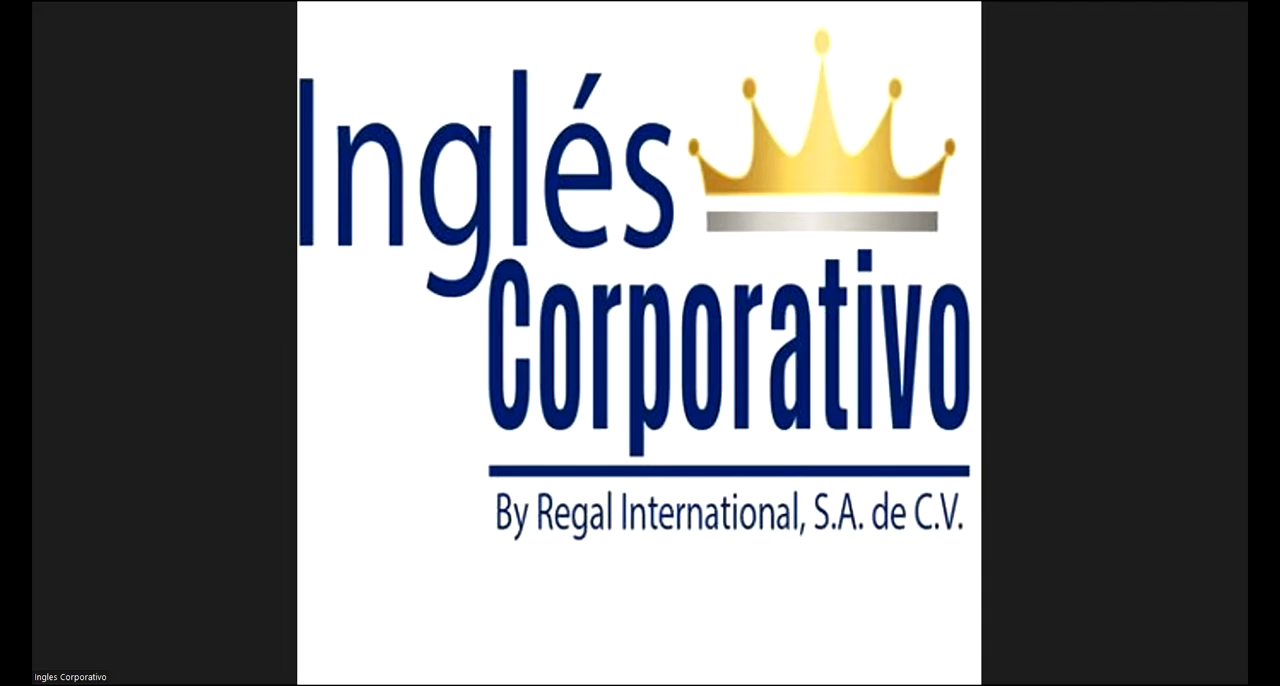 Inglés
Corporativo
By Regal International, S.A. de C.V.
Ingles Corporativo